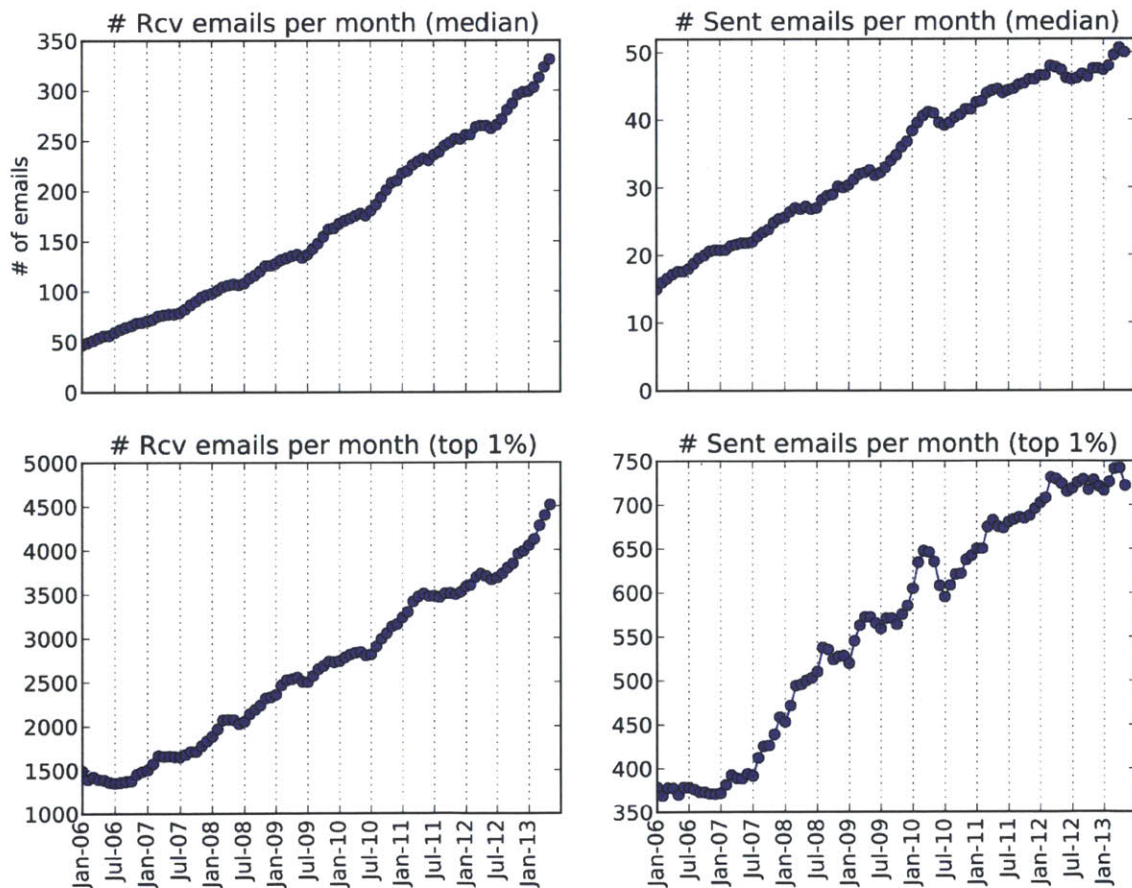 # Rcv emails per month (median)
350
300
250
200
150
100
50
0
# of emails
# Sent emails per month (median)
50
40
30
20
10
0
# Rcv emails per month (top 1%)
5000
4500
4000
3500
3000
2500
2000
1500
1000
Jan-06
Jul-06
Jan-07
Jul-07
Jan-08
Jul-08
Jan-09
Jul-09
Jan-10
Jul-10
Jan-11
Jul-11
Jan-12
Jul-12
Jan-13
# Sent emails per month (top 1%)
750
700
650
600
550
500
450
400
350
Jan-06
Jul-06
Jan-07
Jul-07
Jan-08
Jul-08
Jan-09
Jul-09
Jan-10
Jul-10
Jan-11
Jul-11
Jan-12
Jul-12
Jan-13